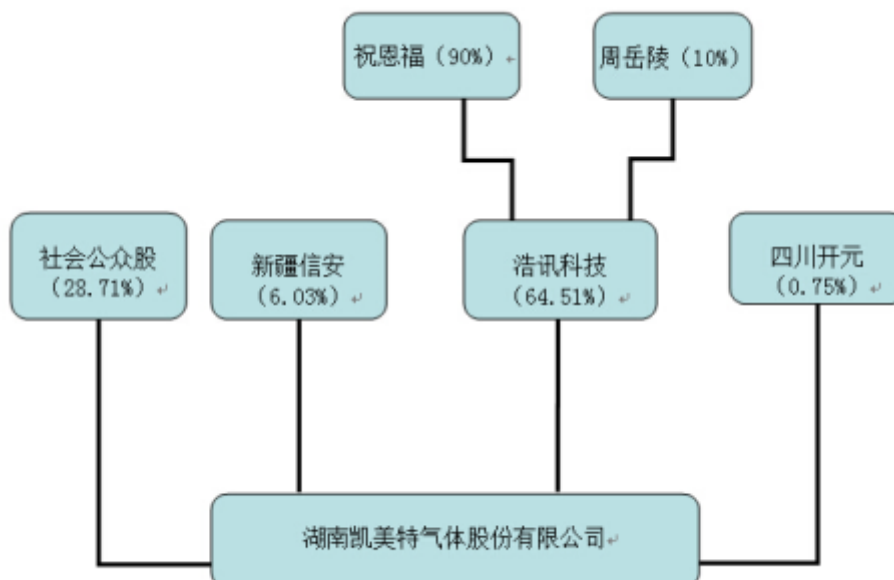 祝恩福（90%）
周岳陵（10%）
社会公众股
（28.71%）
新疆信安
（6.03%）
浩讯科技
（64.51%）
四川开元
（0.75%）
湖南凯美特气体股份有限公司